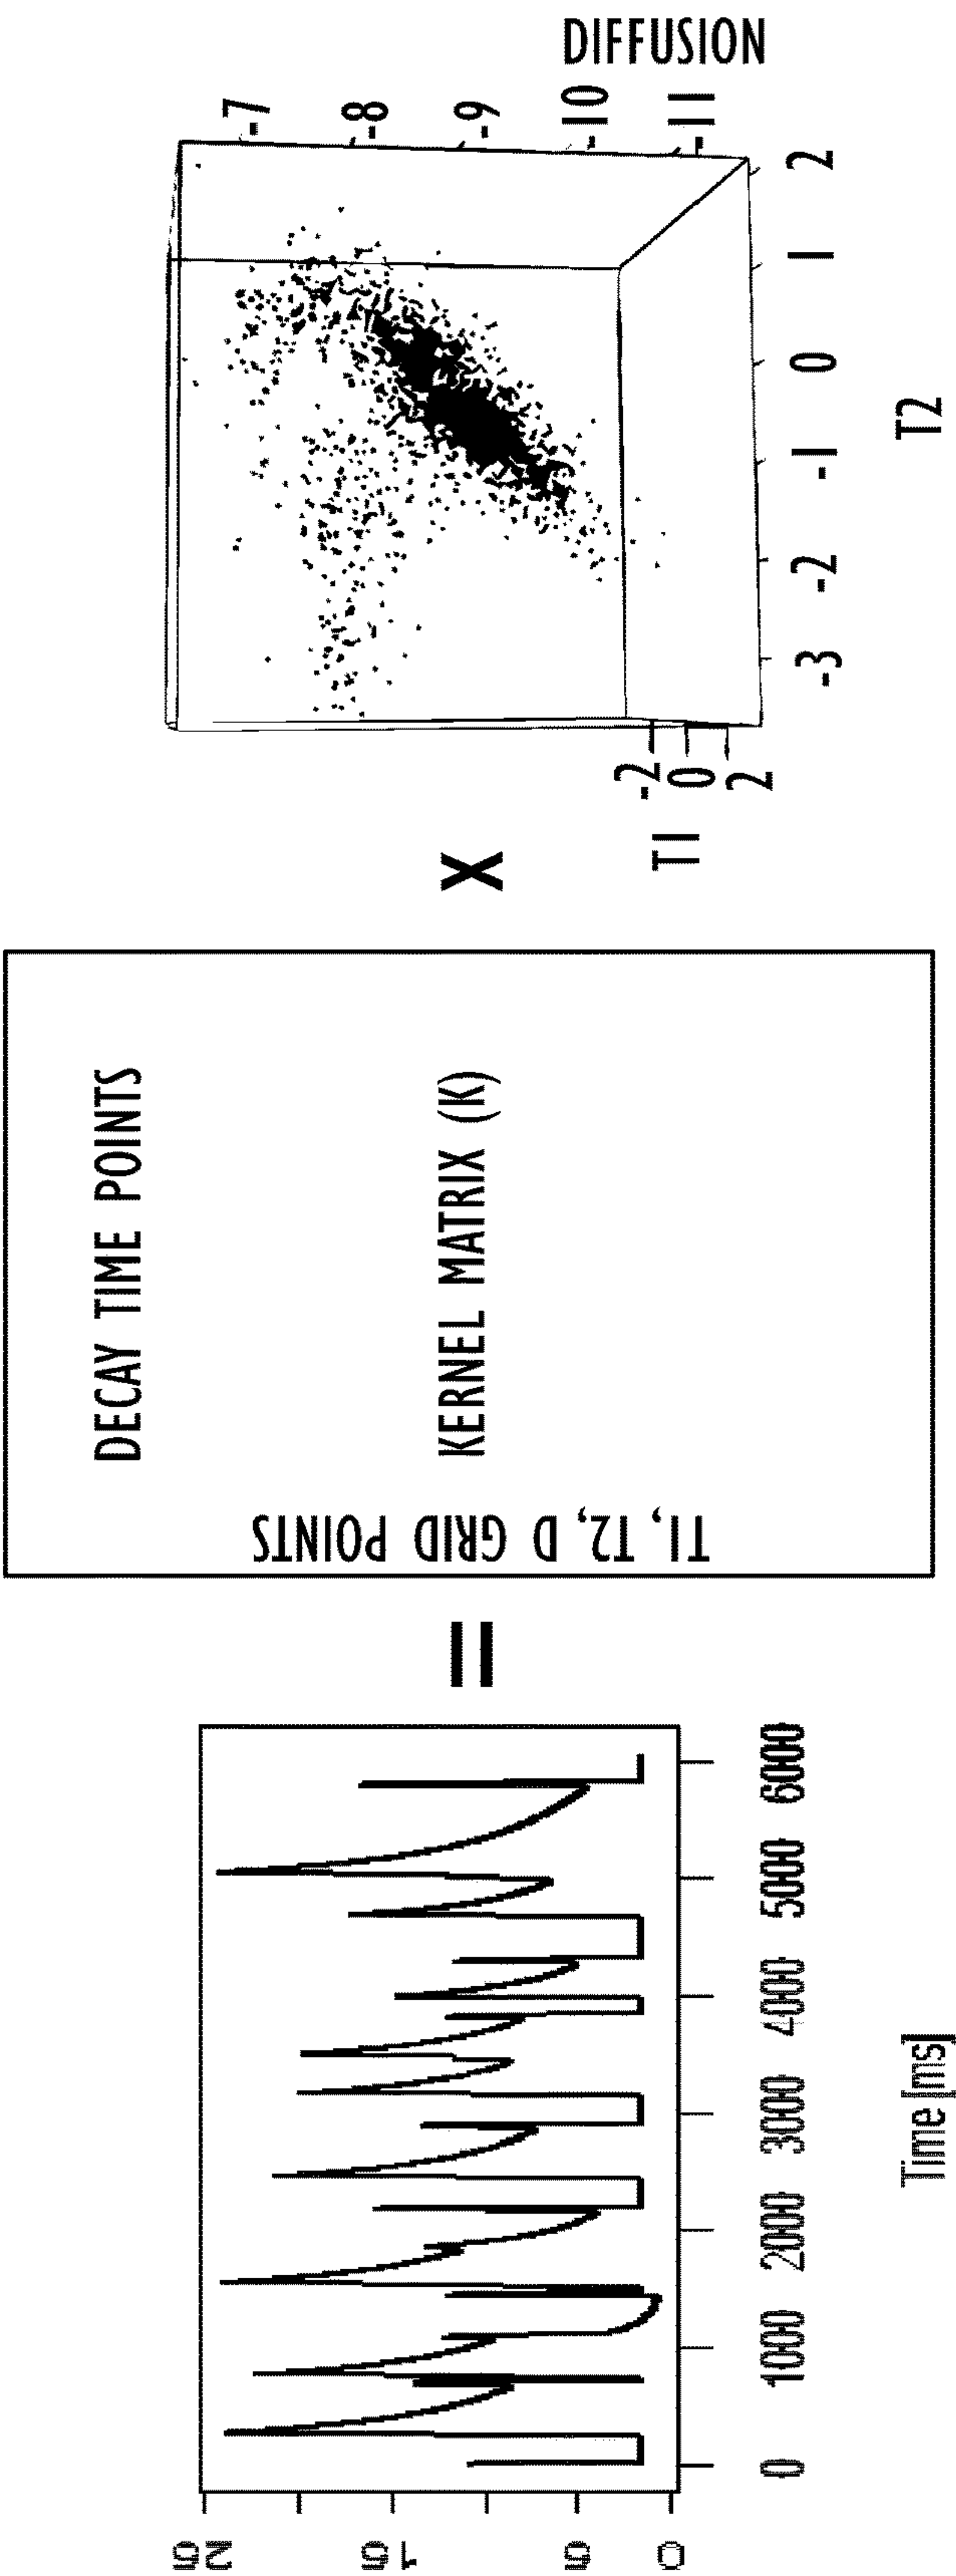 25
15
5
0
0 1000 2000 3000 4000 5000 6000
Time [ms]
=
DECAY TIME POINTS
T1, T2, D GRID POINTS
KERNEL MATRIX (K)
X
-7
-8
-9
-10
-11
DIFFUSION
-2
0
2
T1
-3 -2 -1 0 1 2
T2